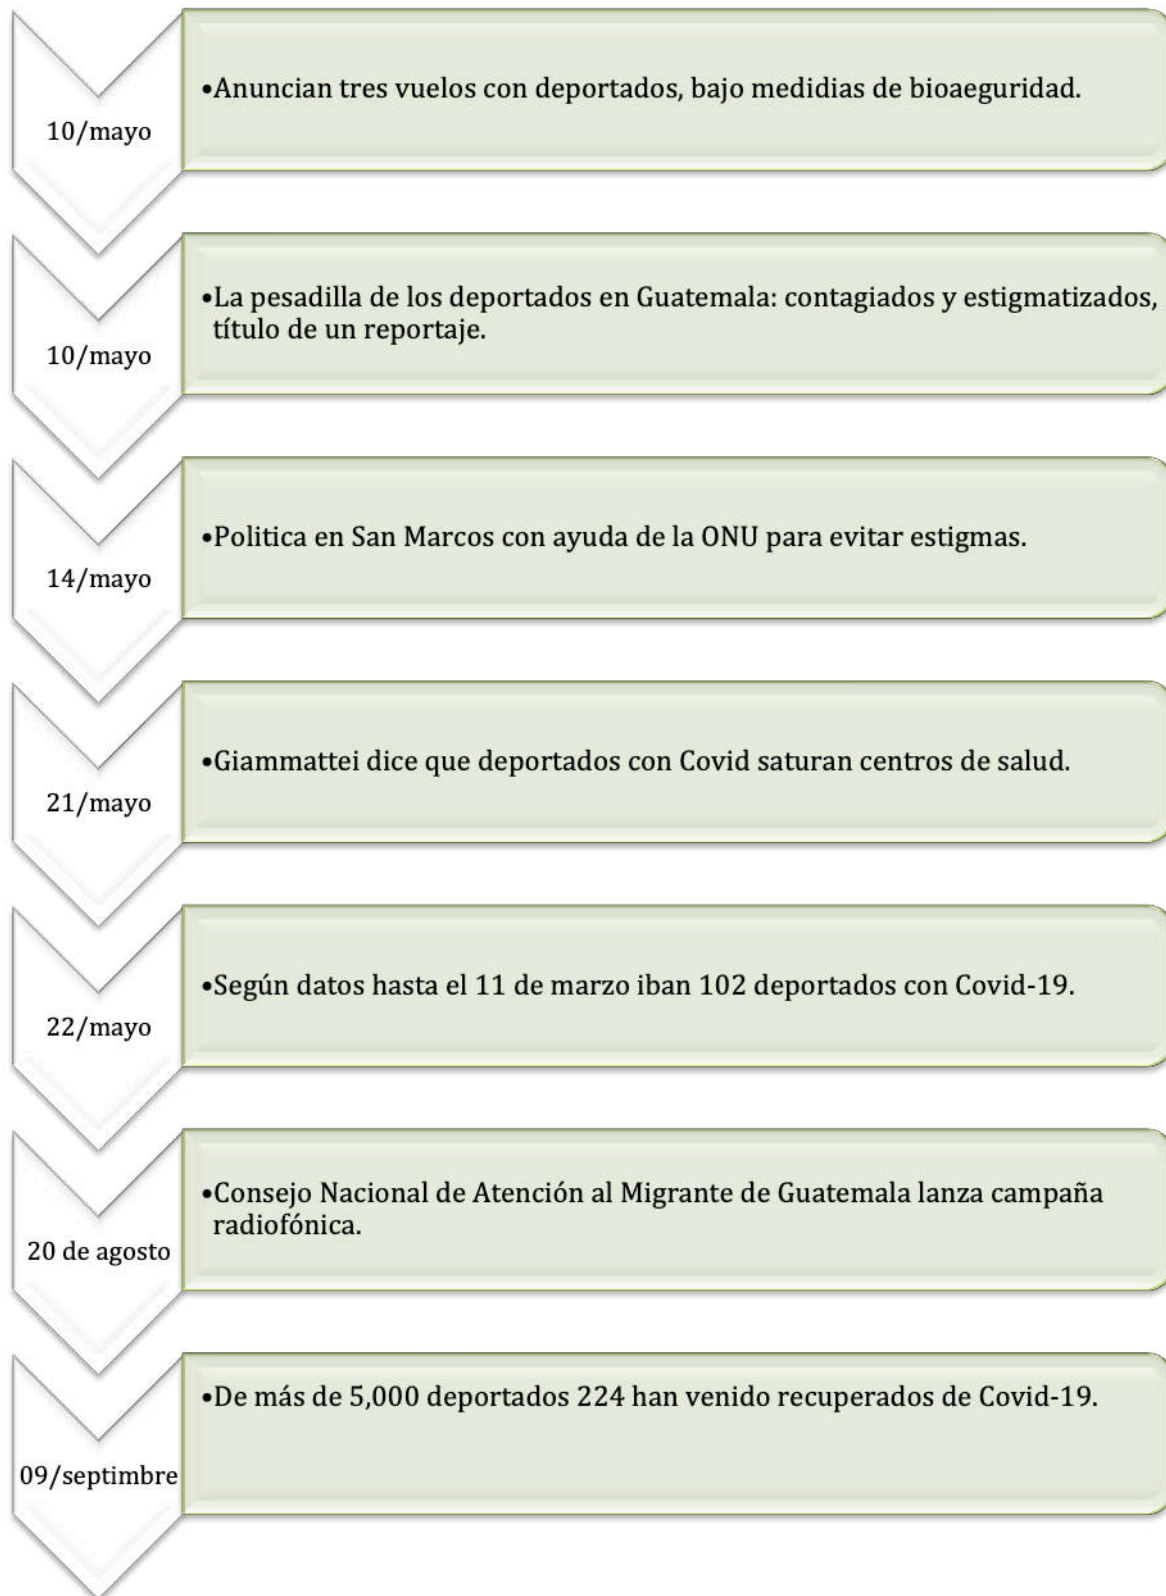 10/mayo
•Anuncian tres vuelos con deportados, bajo medidias de bioaeguridad.
10/mayo
•La pesadilla de los deportados en Guatemala: contagiados y estigmatizados,
título de un reportaje.
14/mayo
•Politica en San Marcos con ayuda de la ONU para evitar estigmas.
21/mayo
•Giammattei dice que deportados con Covid saturan centros de salud.
22/mayo
•Según datos hasta el 11 de marzo iban 102 deportados con Covid-19.
20 de agosto
•Consejo Nacional de Atención al Migrante de Guatemala lanza campaña
radiofónica.
09/septimbre
•De más de 5,000 deportados 224 han venido recuperados de Covid-19.